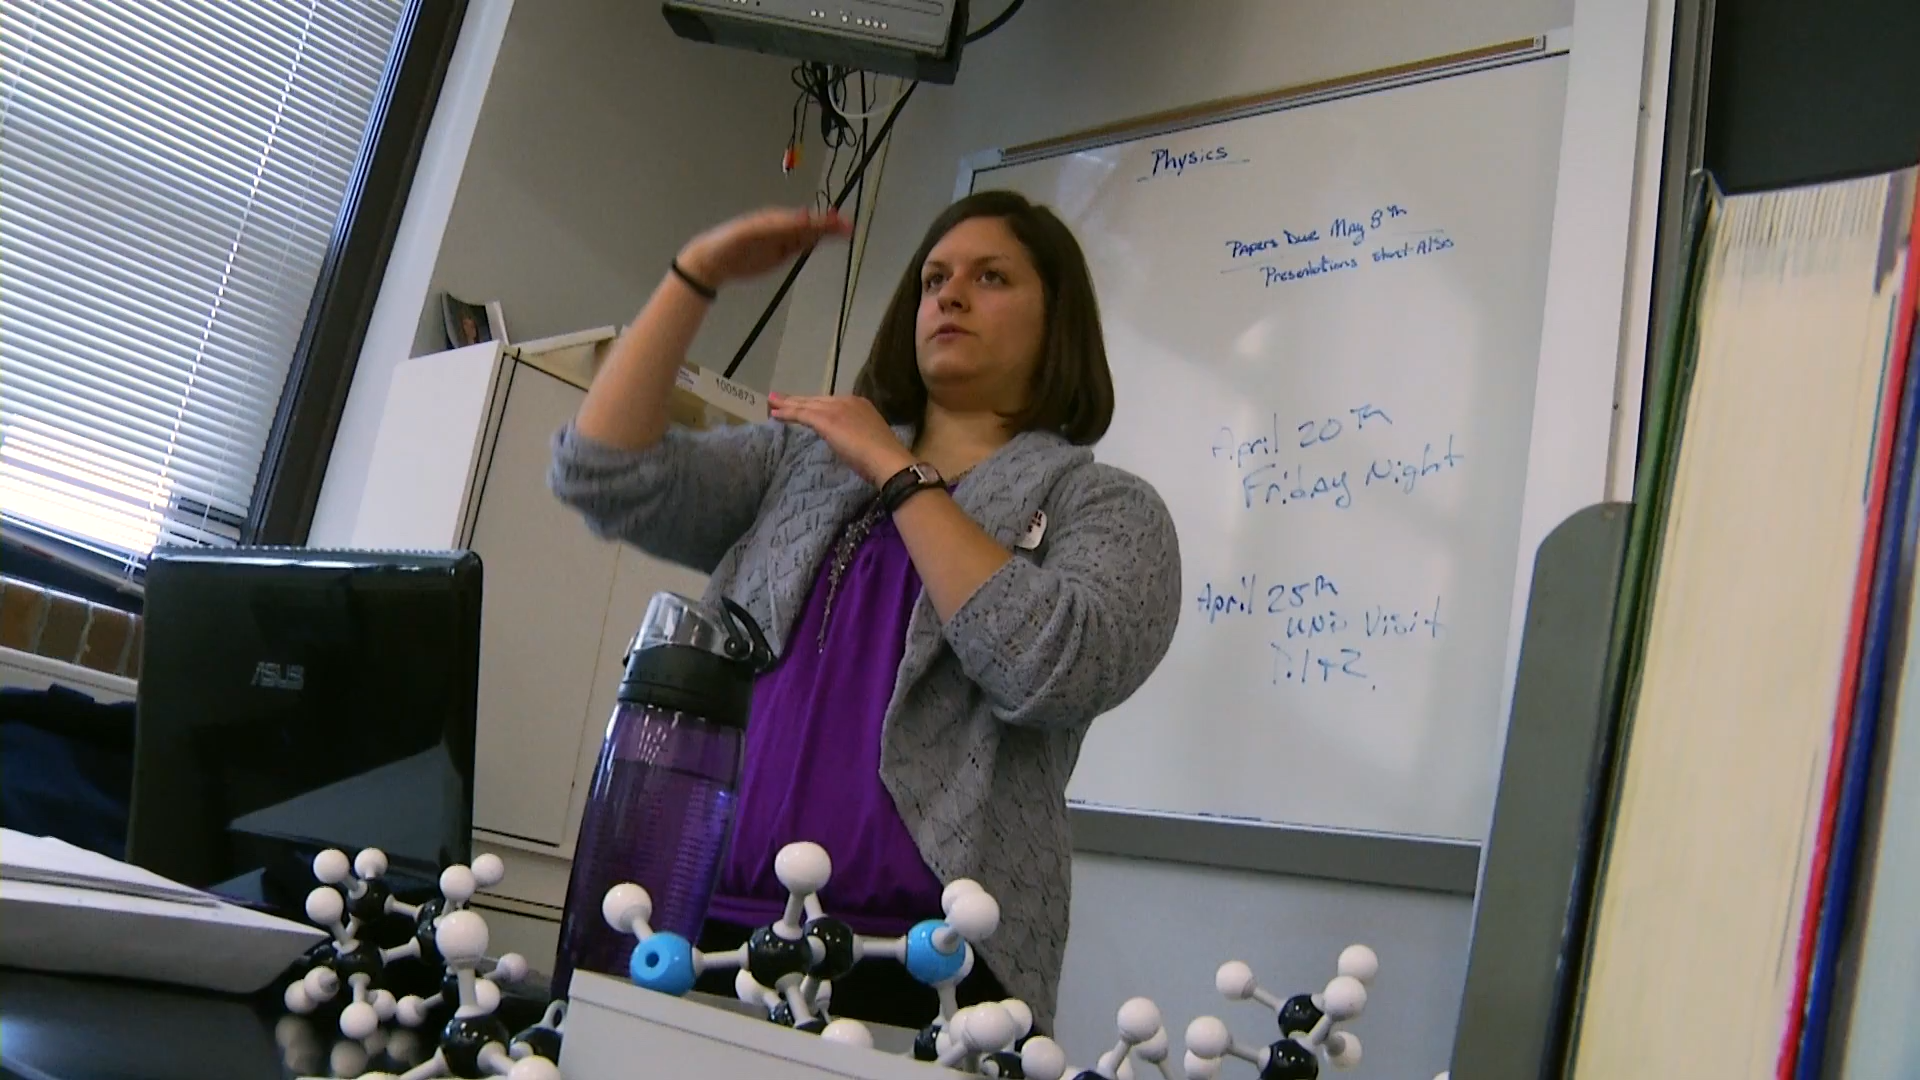 Physics
Papers Due May 8th
Presentations start Also
April 20th
Friday Night
April 25th
UNi Visit
P. 1+2.
1005873
ASUS